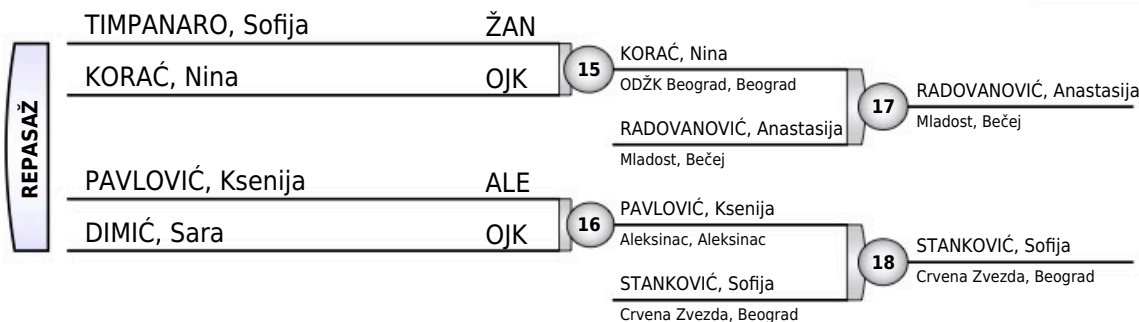 REPASAŽ
TIMPANARO, Sofija ŽAN
KORAĆ, Nina OJK
15
KORAĆ, Nina
ODŽK Beograd, Beograd
RADOVANOVIĆ, Anastasija
Mladost, Bečej
17
RADOVANOVIĆ, Anastasija
Mladost, Bečej
PAVLOVIĆ, Ksenija ALE
DIMIĆ, Sara OJK
16
PAVLOVIĆ, Ksenija
Aleksinac, Aleksinac
STANKOVIĆ, Sofija
Crvena Zvezda, Beograd
18
STANKOVIĆ, Sofija
Crvena Zvezda, Beograd